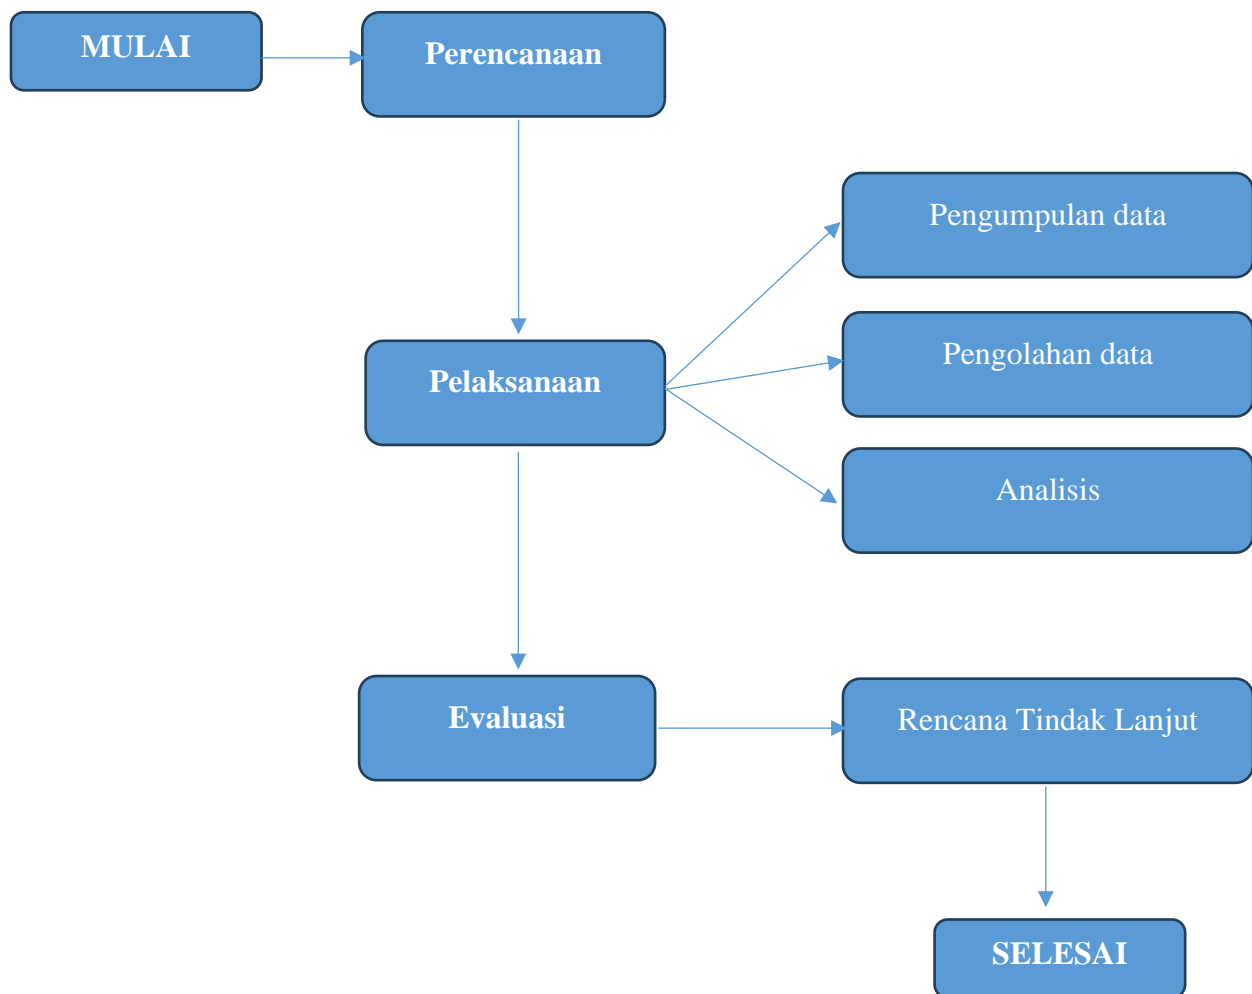 MULAI
Perencanaan
Pengumpulan data
Pengolahan data
Pelaksanaan
Analisis
Evaluasi
Rencana Tindak Lanjut
SELESAI